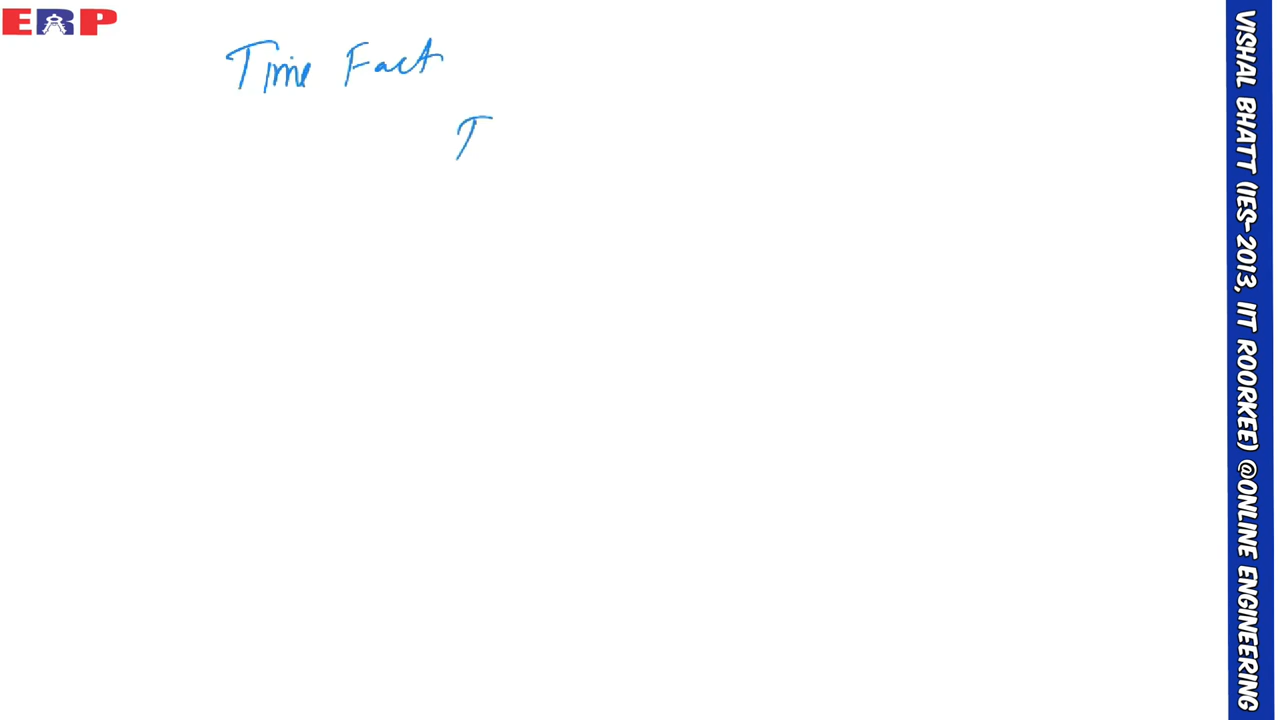 ERP
Time Fact
T
VISHAL BHATT (IES-2013, IIT ROORKEE) @ONLINE ENGINEERING